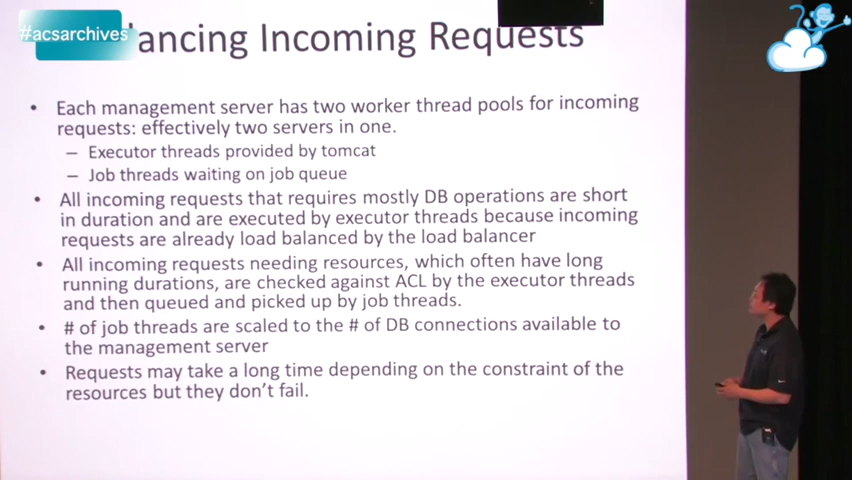 #acsarchives
ancing Incoming Requests
• Each management server has two worker thread pools for incoming
requests: effectively two servers in one.
– Executor threads provided by tomcat
– Job threads waiting on job queue
• All incoming requests that requires mostly DB operations are short
in duration and are executed by executor threads because incoming
requests are already load balanced by the load balancer
• All incoming requests needing resources, which often have long
running durations, are checked against ACL by the executor threads
and then queued and picked up by job threads.
• # of job threads are scaled to the # of DB connections available to
the management server
• Requests may take a long time depending on the constraint of the
resources but they don't fail.